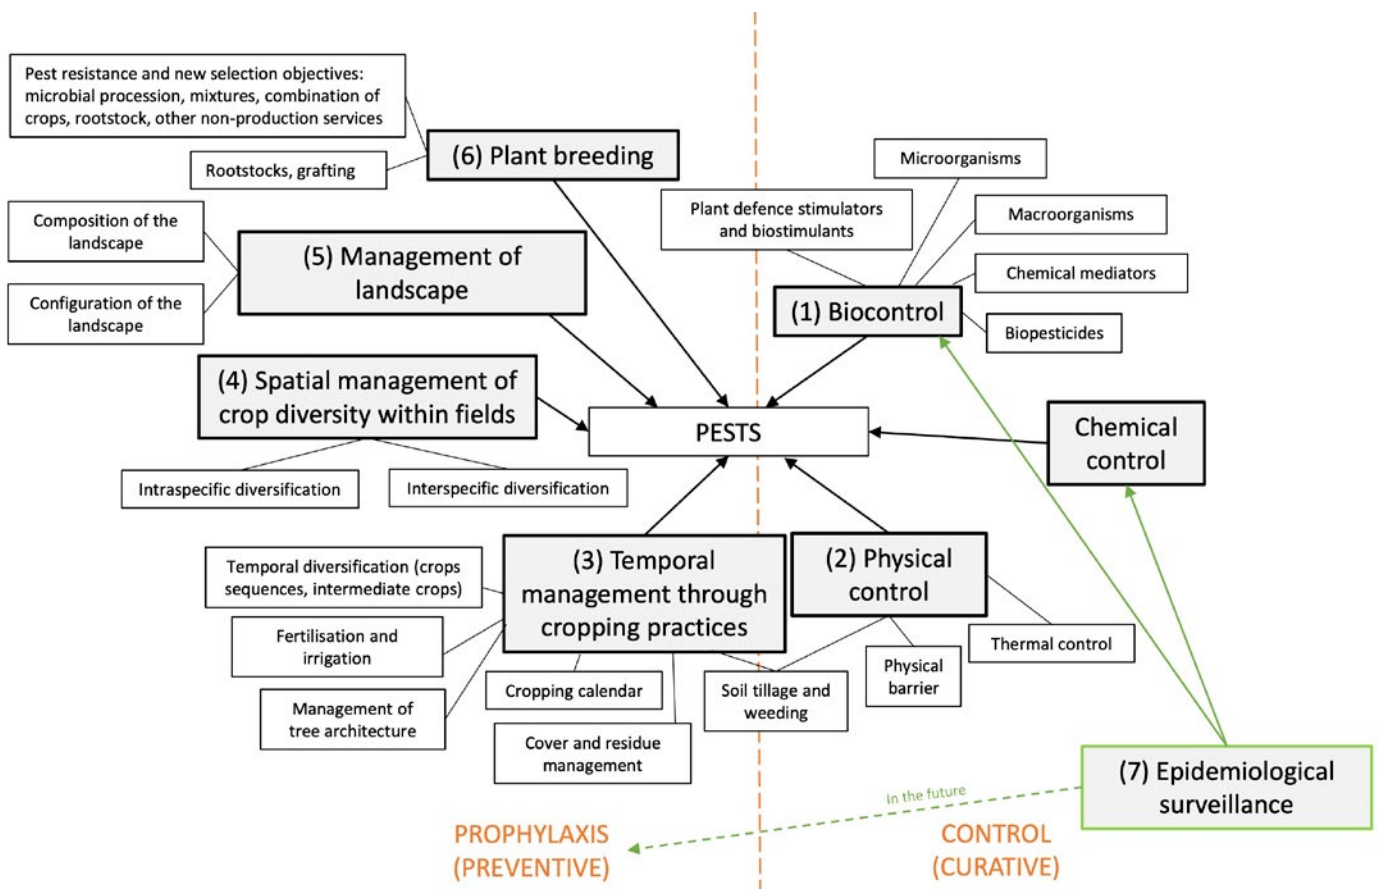 Pest resistance and new selection objectives:
microbial procession, mixtures, combination of
crops, rootstock, other non-production services
(6) Plant breeding
Rootstocks, grafting
Microorganisms
Plant defence stimulators
and biostimulants
Macroorganisms
Composition of the
landscape
(5) Management of
landscape
Chemical mediators
Configuration of the
landscape
(1) Biocontrol
Biopesticides
(4) Spatial management of
crop diversity within fields
PESTS
Chemical
control
Intraspecific diversification
Interspecific diversification
Temporal diversification (crops
sequences, intermediate crops)
(3) Temporal
management through
cropping practices
(2) Physical
control
Fertilisation and
irrigation
Thermal control
Management of
tree architecture
Cropping calendar
Soil tillage and
weeding
Physical
barrier
Cover and residue
management
(7) Epidemiological
surveillance
In the future
PROPHYLAXIS
(PREVENTIVE)
CONTROL
(CURATIVE)